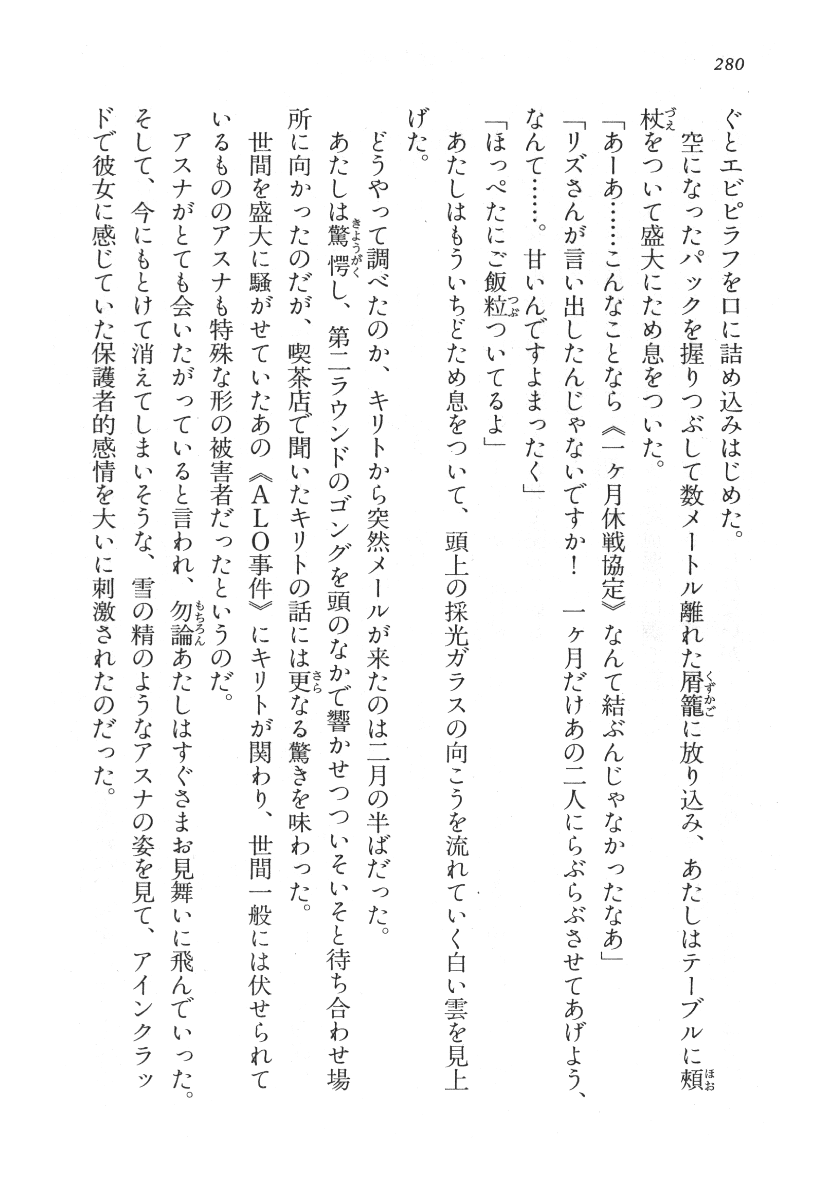 280
ぐとエビピラフを口に詰め込みはじめた。
空になったパックを握りつぶして数メートル離れた屑籠に放り込み、あたしはテーブルに頬
杖をついて盛大にため息をついた。
「あーあ……こんなことなら《一ヶ月休戦協定》なんて結ぶんじゃなかったなあ」
「リズさんが言い出したんじゃないですか！　一ヶ月だけあの二人にらぶらぶさせてあげよう、
なんて……。甘いんですよまったく」
「ほっぺたにご飯粒ついてるよ」
あたしはもういちどため息をついて、頭上の採光ガラスの向こうを流れていく白い雲を見上
げた。
どうやって調べたのか、キリトから突然メールが来たのは二月の半ばだった。
あたしは驚愕し、第二ラウンドのゴングを頭のなかで響かせつついそいそと待ち合わせ場
所に向かったのだが、喫茶店で聞いたキリトの話には更なる驚きを味わった。
世間を盛大に騒がせていたあの《ALO事件》にキリトが関わり、世間一般には伏せられて
いるもののアスナも特殊な形の被害者だったというのだ。
アスナがとても会いたがっていると言われ、勿論あたしはすぐさまお見舞いに飛んでいった。
そして、今にもとけて消えてしまいそうな、雪の精のようなアスナの姿を見て、アインクラッ
ドで彼女に感じていた保護者的感情を大いに刺激されたのだった。